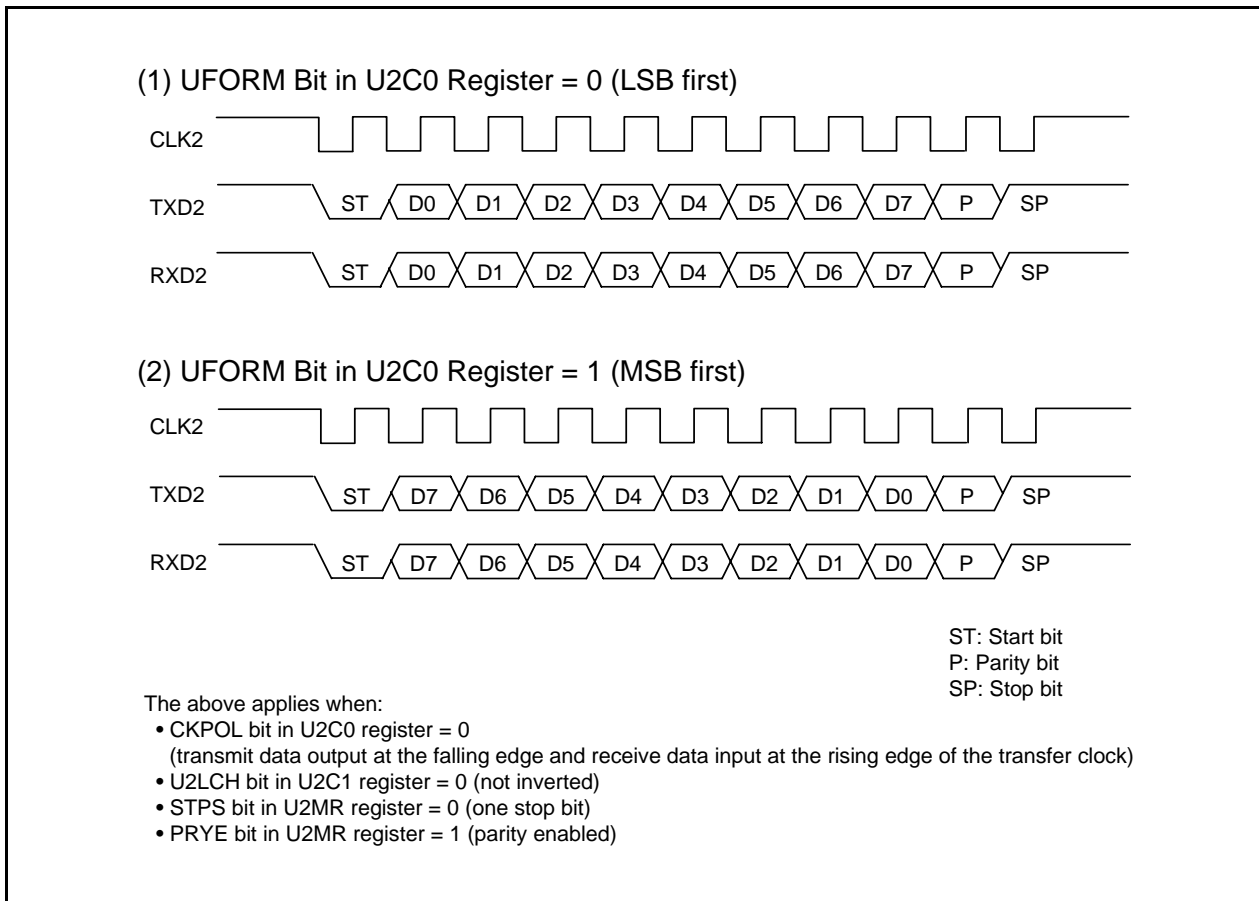 (1) UFORM Bit in U2C0 Register = 0 (LSB first)
CLK2
TXD2 ST D0 D1 D2 D3 D4 D5 D6 D7 P SP
RXD2 ST D0 D1 D2 D3 D4 D5 D6 D7 P SP
(2) UFORM Bit in U2C0 Register = 1 (MSB first)
CLK2
TXD2 ST D7 D6 D5 D4 D3 D2 D1 D0 P SP
RXD2 ST D7 D6 D5 D4 D3 D2 D1 D0 P SP
ST: Start bit
P: Parity bit
SP: Stop bit
The above applies when:
• CKPOL bit in U2C0 register = 0
(transmit data output at the falling edge and receive data input at the rising edge of the transfer clock)
• U2LCH bit in U2C1 register = 0 (not inverted)
• STPS bit in U2MR register = 0 (one stop bit)
• PRYE bit in U2MR register = 1 (parity enabled)